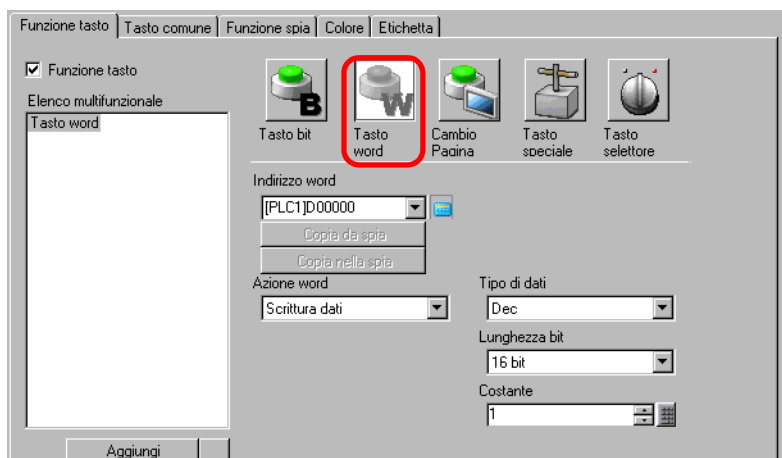 Funzione tasto Tasto comune Funzione spia Colore Etichetta
Funzione tasto
Elenco multifunzionale
Tasto word
B
W
Tasto bit
Tasto word
Cambio Pagina
Tasto speciale
Tasto selettore
Indirizzo word
[PLC1]D00000
Copia da spia
Copia nella spia
Azione word
Scrittura dati
Tipo di dati
Dec
Lunghezza bit
16 bit
Costante
1
Aggiungi